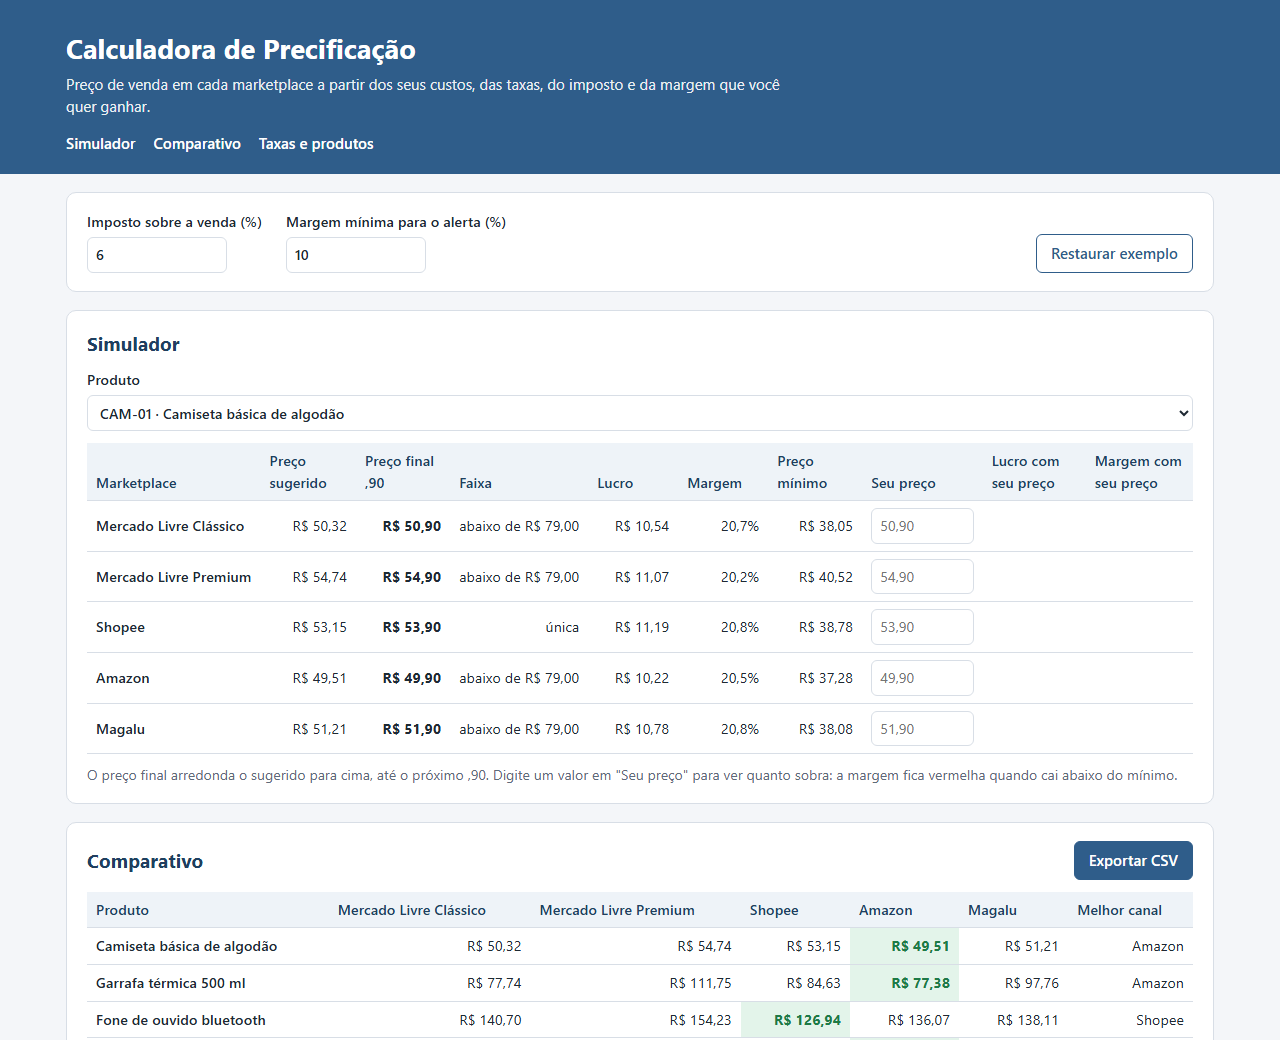 Calculadora de Precificação
Preço de venda em cada marketplace a partir dos seus custos, das taxas, do imposto e da margem que você
quer ganhar.
Simulador Comparativo Taxas e produtos
Imposto sobre a venda (%) Margem mínima para o alerta (%)
6 10 Restaurar exemplo
Simulador
Produto
CAM-01 · Camiseta básica de algodão
Marketplace Preço sugerido Preço final ,90 Faixa Lucro Margem Preço mínimo Seu preço Lucro com seu preço Margem com seu preço
Mercado Livre Clássico R$ 50,32 R$ 50,90 abaixo de R$ 79,00 R$ 10,54 20,7% R$ 38,05 50,90
Mercado Livre Premium R$ 54,74 R$ 54,90 abaixo de R$ 79,00 R$ 11,07 20,2% R$ 40,52 54,90
Shopee R$ 53,15 R$ 53,90 única R$ 11,19 20,8% R$ 38,78 53,90
Amazon R$ 49,51 R$ 49,90 abaixo de R$ 79,00 R$ 10,22 20,5% R$ 37,28 49,90
Magalu R$ 51,21 R$ 51,90 abaixo de R$ 79,00 R$ 10,78 20,8% R$ 38,08 51,90
O preço final arredonda o sugerido para cima, até o próximo ,90. Digite um valor em "Seu preço" para ver quanto sobra: a margem fica vermelha quando cai abaixo do mínimo.
Comparativo Exportar CSV
Produto Mercado Livre Clássico Mercado Livre Premium Shopee Amazon Magalu Melhor canal
Camiseta básica de algodão R$ 50,32 R$ 54,74 R$ 53,15 R$ 49,51 R$ 51,21 Amazon
Garrafa térmica 500 ml R$ 77,74 R$ 111,75 R$ 84,63 R$ 77,38 R$ 97,76 Amazon
Fone de ouvido bluetooth R$ 140,70 R$ 154,23 R$ 126,94 R$ 136,07 R$ 138,11 Shopee